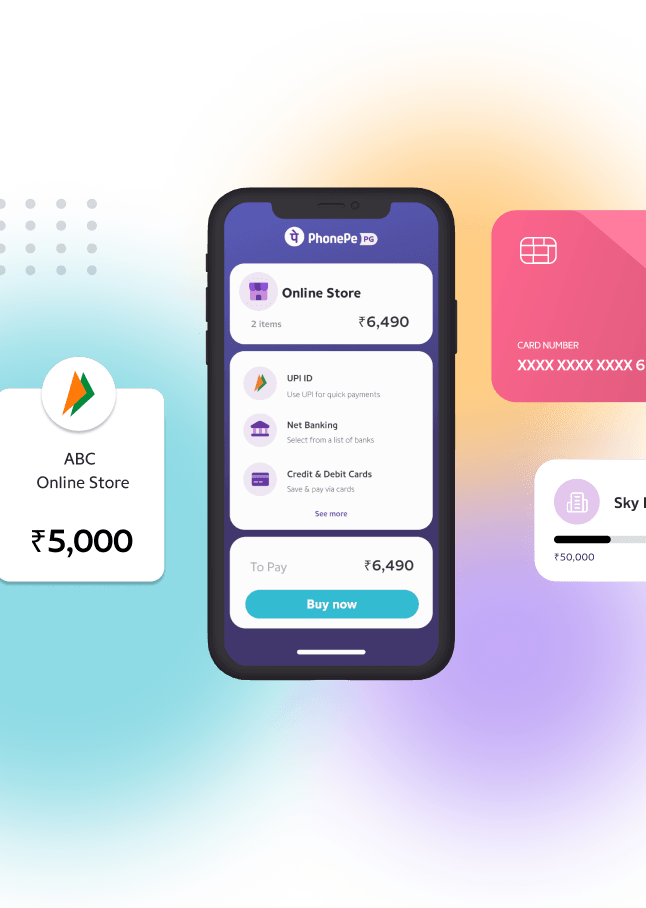 पे PhonePe PG
Online Store
2 items
₹6,490
UPI ID
Use UPI for quick payments
Net Banking
Select from a list of banks
Credit & Debit Cards
Save & pay via cards
See more
To Pay
₹6,490
Buy now
ABC
Online Store
₹5,000
CARD NUMBER
XXXX XXXX XXXX 6
Sky
₹50,000